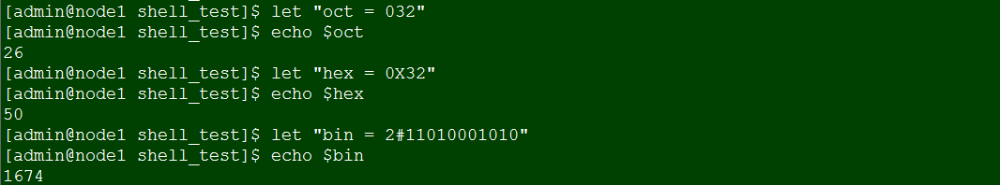 [admin@node1 shell_test]$ let "oct = 032"
[admin@node1 shell_test]$ echo $oct
26
[admin@node1 shell_test]$ let "hex = 0X32"
[admin@node1 shell_test]$ echo $hex
50
[admin@node1 shell_test]$ let "bin = 2#11010001010"
[admin@node1 shell_test]$ echo $bin
1674